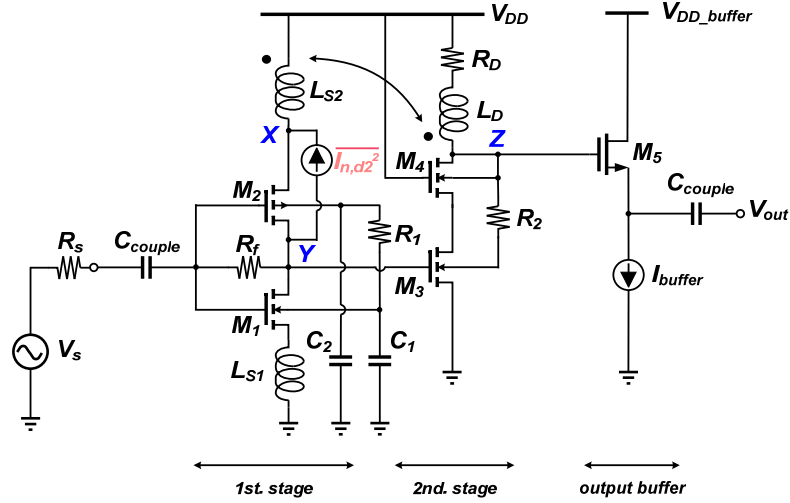 V_DD
V_DD_buffer
R_D
L_S2
L_D
X
Z
I_n,d2^2
M_4
M_5
M_2
C_couple
V_out
R_s
C_couple
R_f
R_1
R_2
Y
M_3
I_buffer
M_1
V_s
C_2
C_1
L_S1
1st. stage
2nd. stage
output buffer